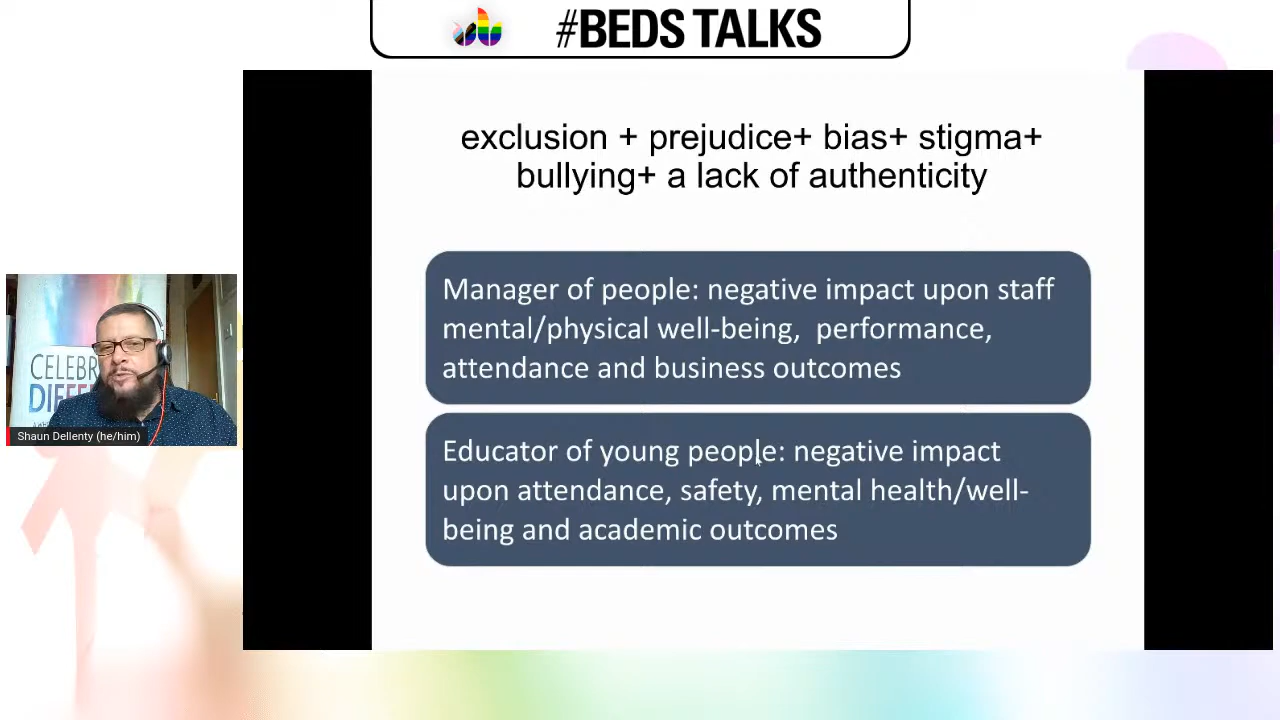 #BEDS TALKS
exclusion + prejudice+ bias+ stigma+
bullying+ a lack of authenticity
Manager of people: negative impact upon staff
mental/physical well-being,  performance,
attendance and business outcomes
Educator of young people: negative impact
upon attendance, safety, mental health/well-
being and academic outcomes
CELEBR
DIFFE
Shaun Dellenty (he/him)